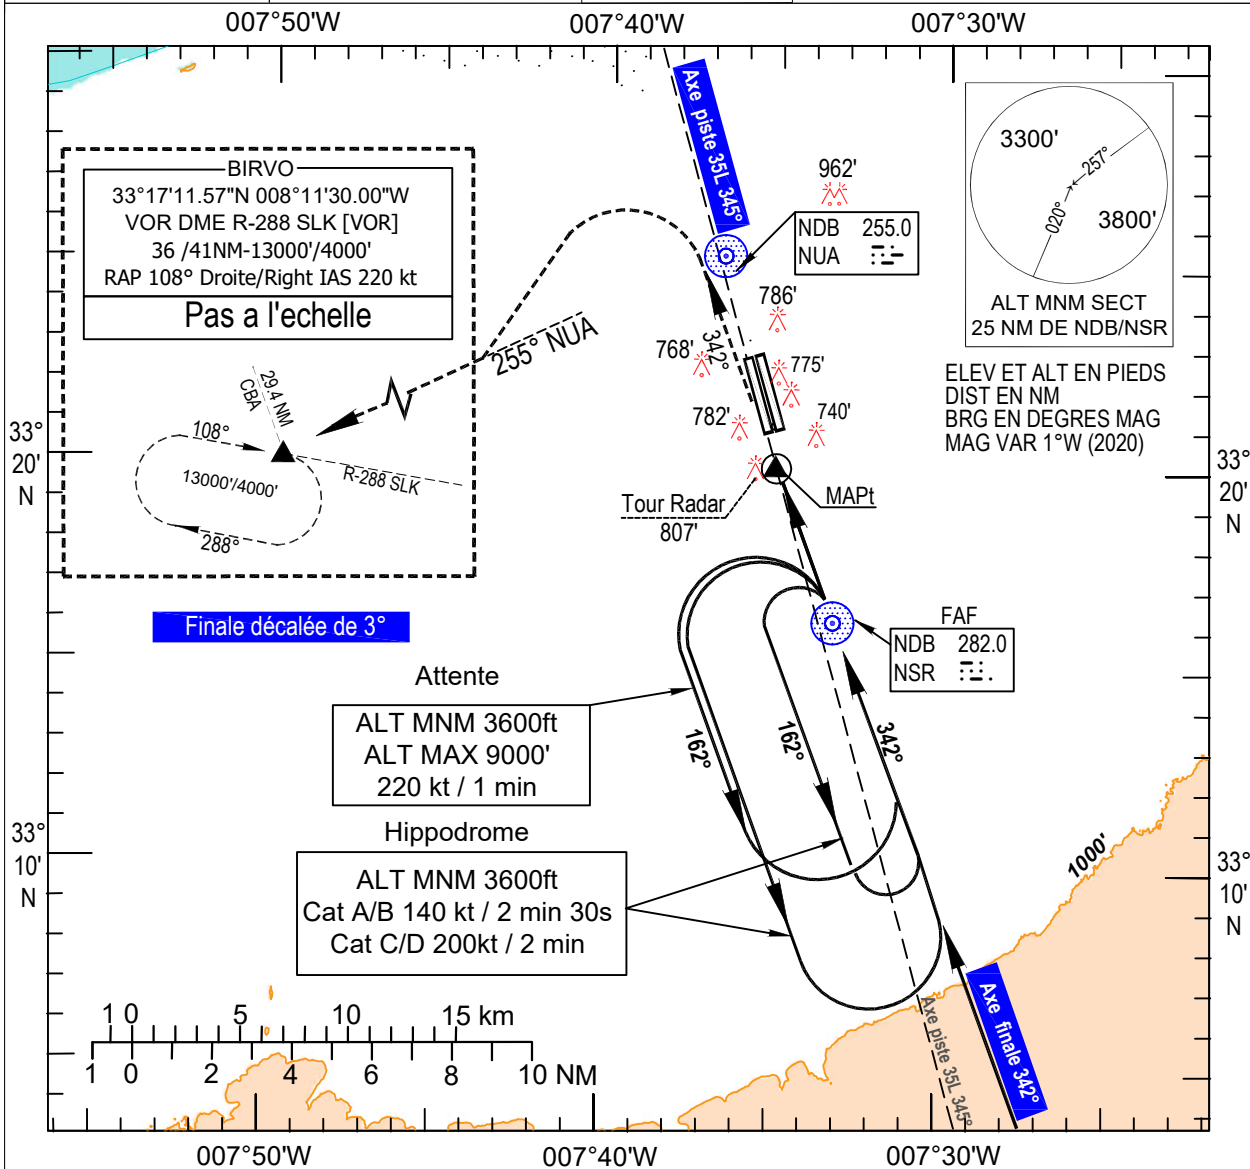 007°50'W
007°40'W
007°30'W
BIRVO
33°17'11.57"N 008°11'30.00"W
VOR DME R-288 SLK [VOR]
36 /41NM-13000'/4000'
RAP 108° Droite/Right IAS 220 kt
Pas a l'echelle
29.4 NM
CBA
108°
R-288 SLK
13000'/4000'
288°
255° NUA
Axe piste 35L 345°
342°
962'
NDB 255.0
NUA
786'
768'
775'
782'
740'
3300'
257°
020°
3800'
ALT MNM SECT
25 NM DE NDB/NSR
ELEV ET ALT EN PIEDS
DIST EN NM
BRG EN DEGRES MAG
MAG VAR 1°W (2020)
33°
20'
N
33°
20'
N
Tour Radar
807'
MAPt
Finale décalée de 3°
FAF
NDB 282.0
NSR
Attente
ALT MNM 3600ft
ALT MAX 9000'
220 kt / 1 min
162°
162°
342°
Hippodrome
ALT MNM 3600ft
Cat A/B 140 kt / 2 min 30s
Cat C/D 200kt / 2 min
1000'
33°
10'
N
33°
10'
N
Axe piste 35L 345°
Axe finale 342°
1 0 5 10 15 km
1 0 2 4 6 8 10 NM
007°50'W
007°40'W
007°30'W